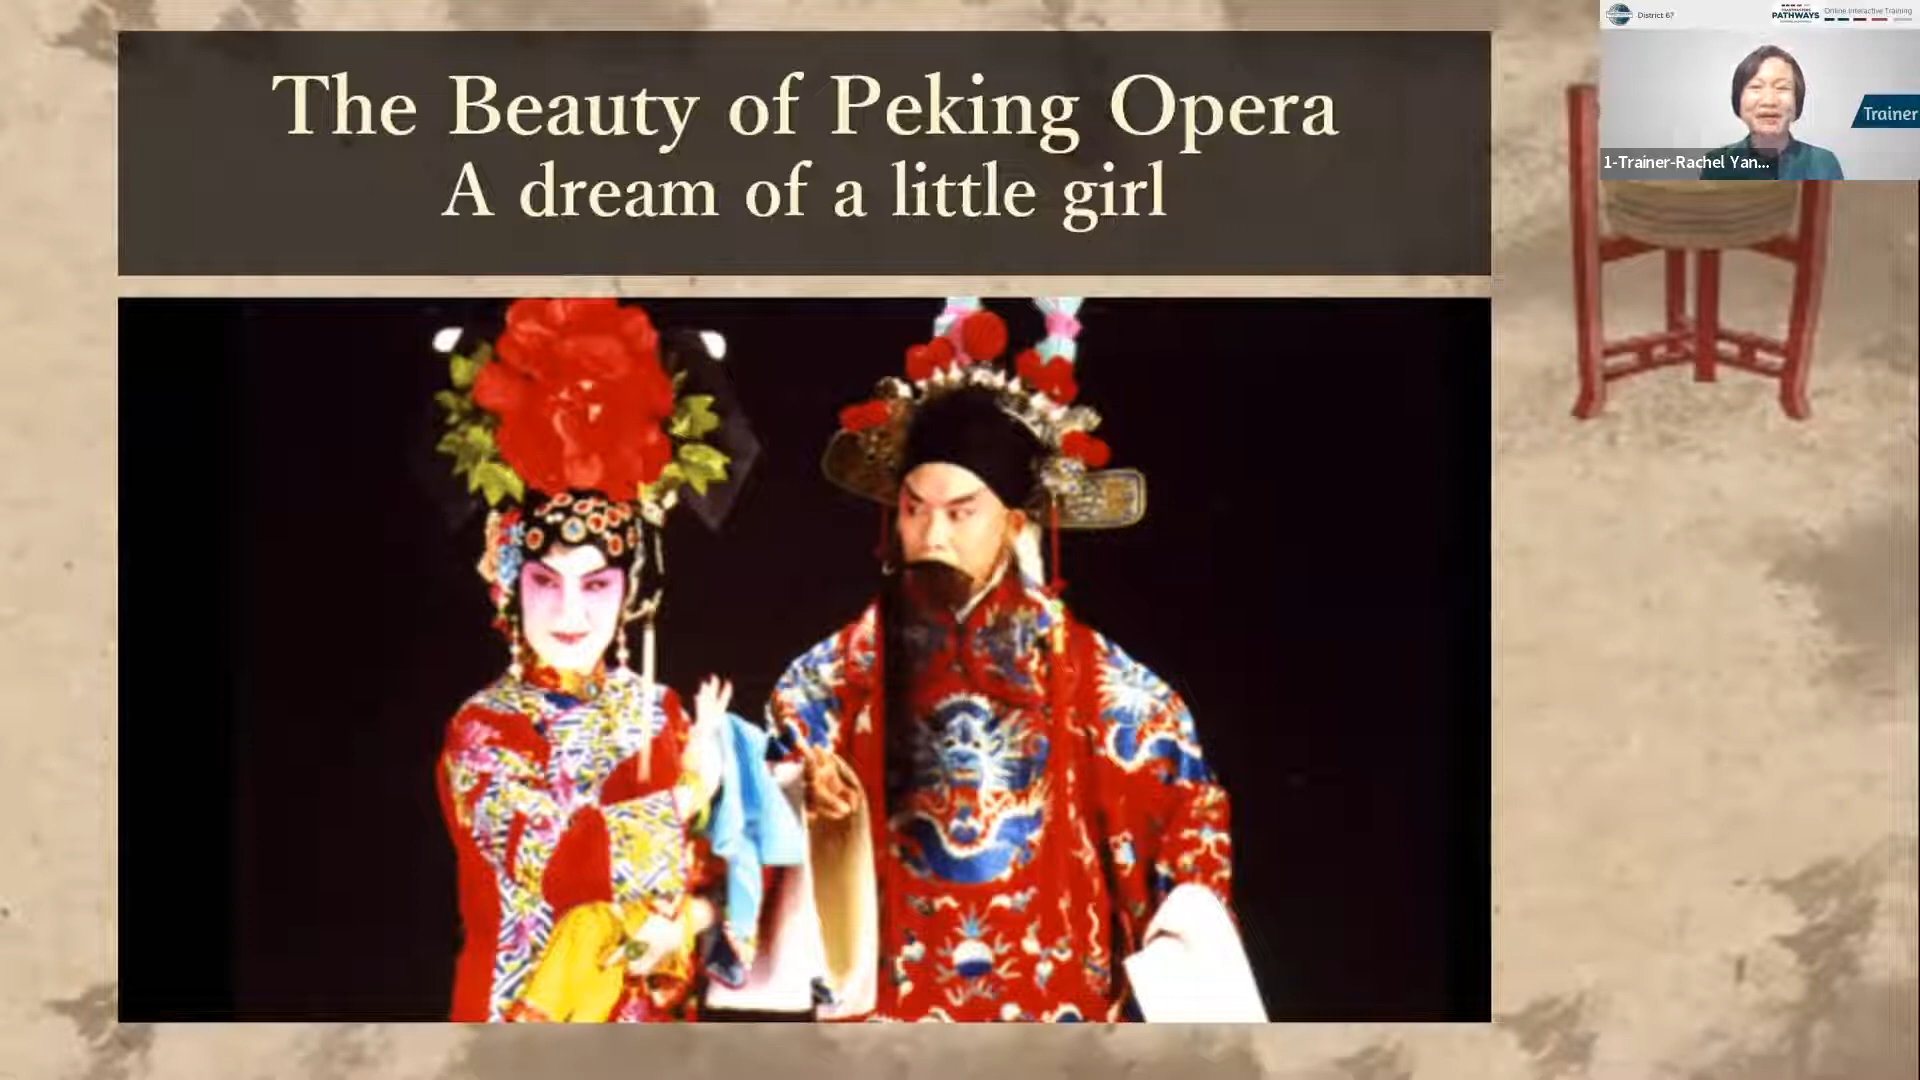 District 67
PATHWAYS
Online Interactive Training
The Beauty of Peking Opera
A dream of a little girl
Trainer
1-Trainer-Rachel Yan...